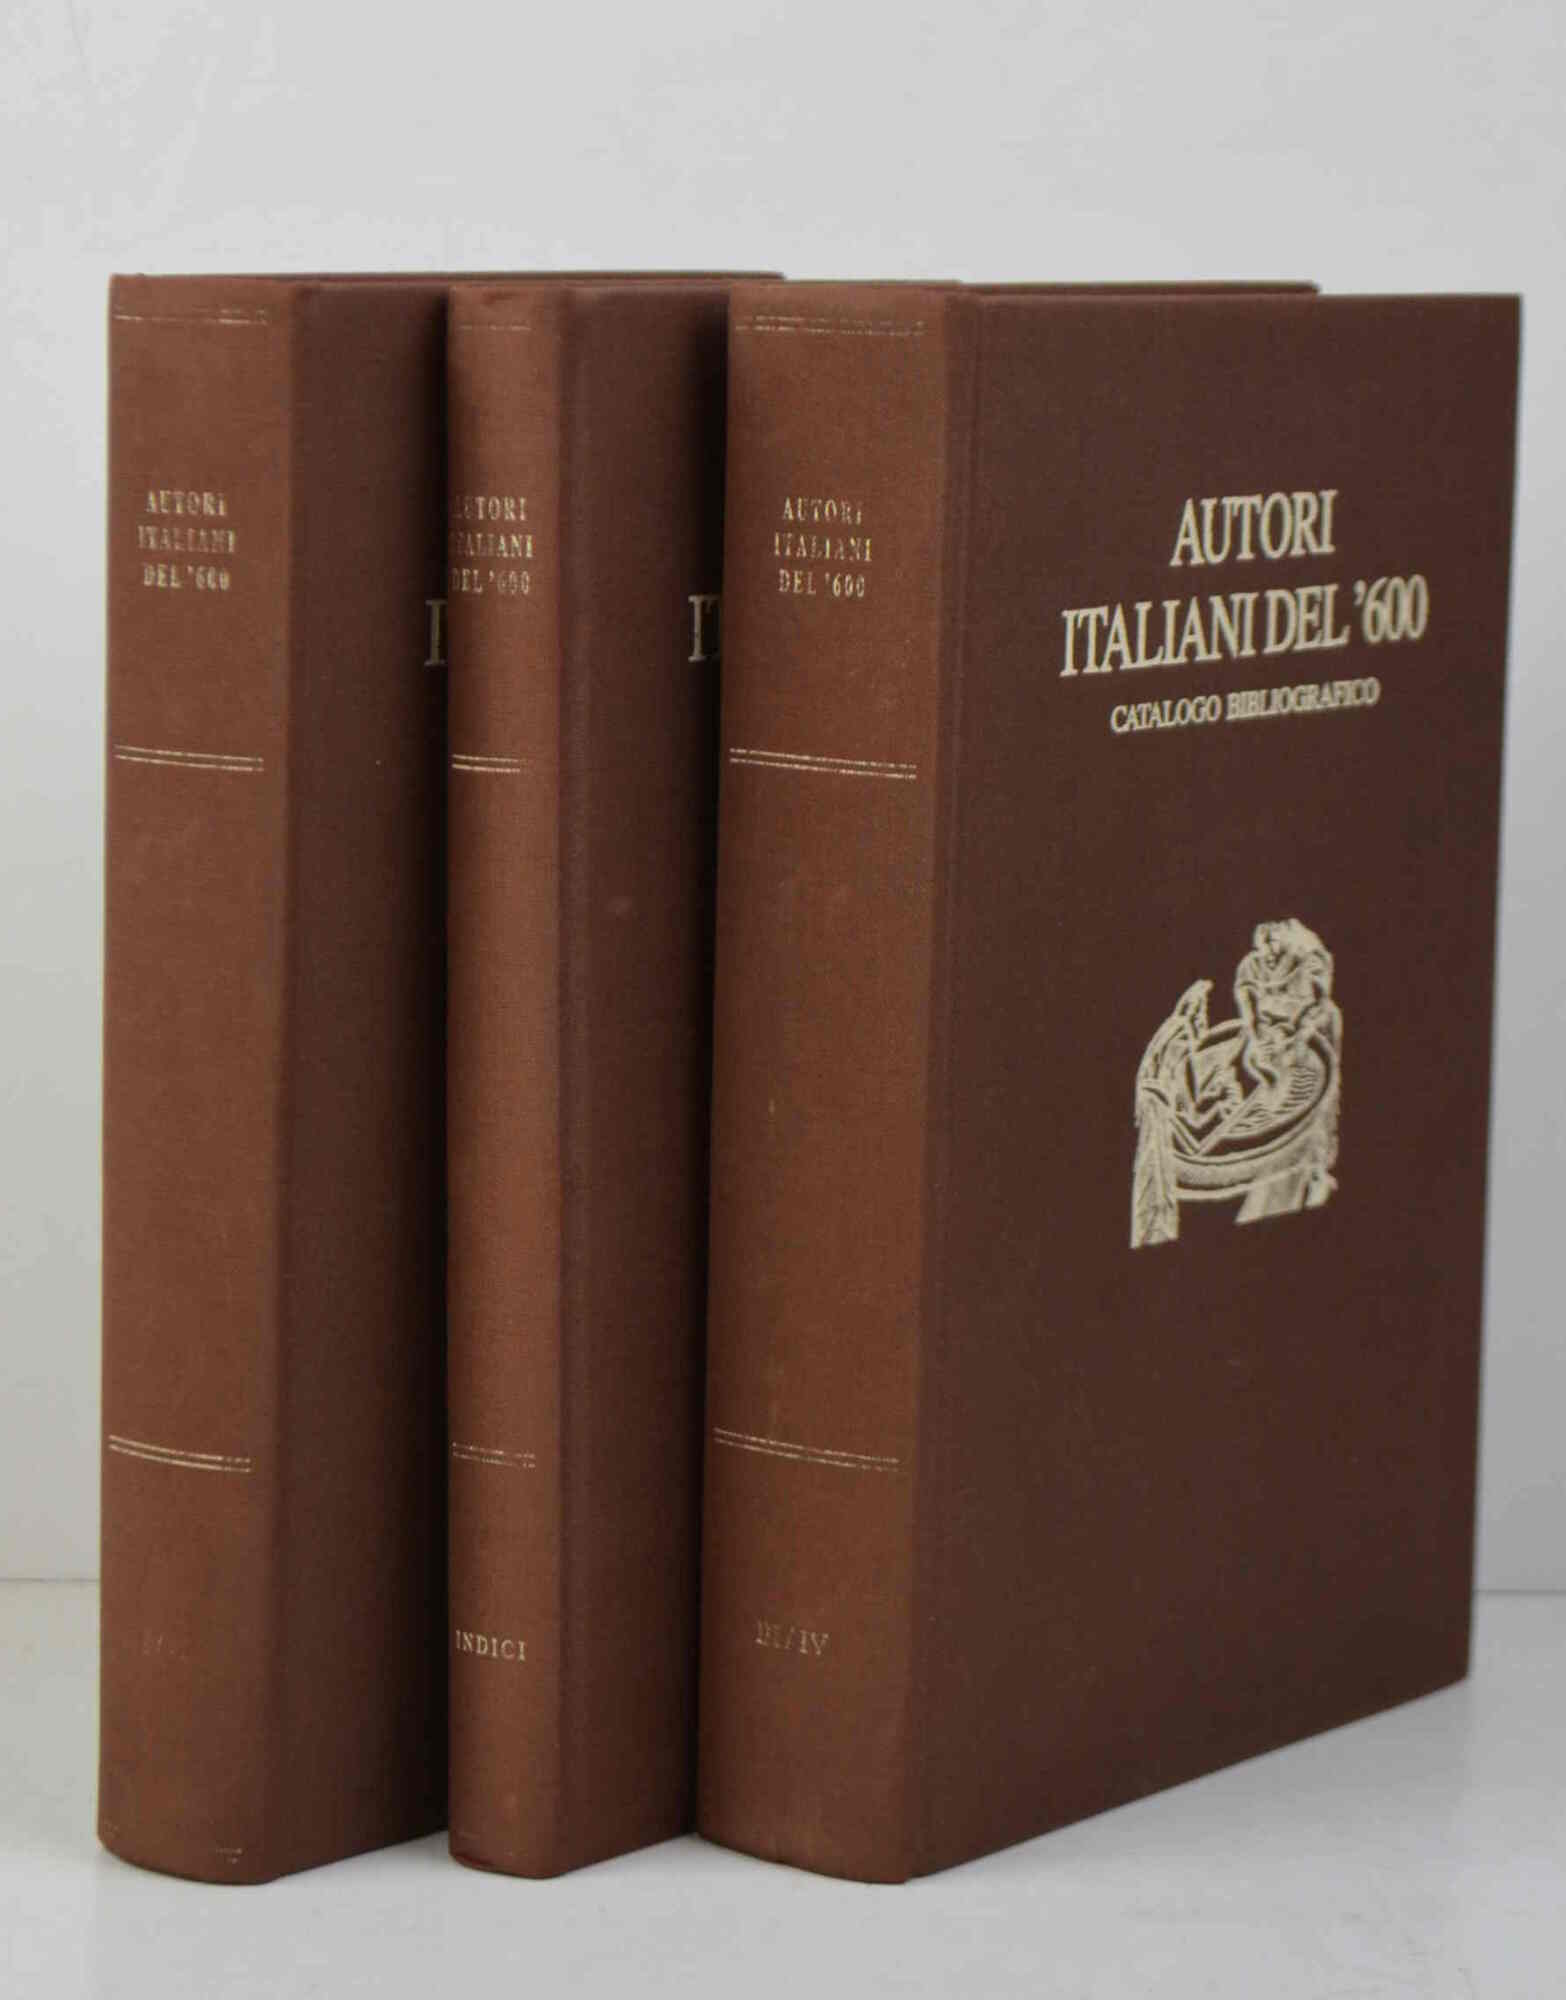 AUTORI
ITALIANI
DEL '600
AUTORI
ITALIANI
DEL '600
INDICI
AUTORI
ITALIANI
DEL '600
III/IV
AUTORI
ITALIANI DEL '600
CATALOGO BIBLIOGRAFICO